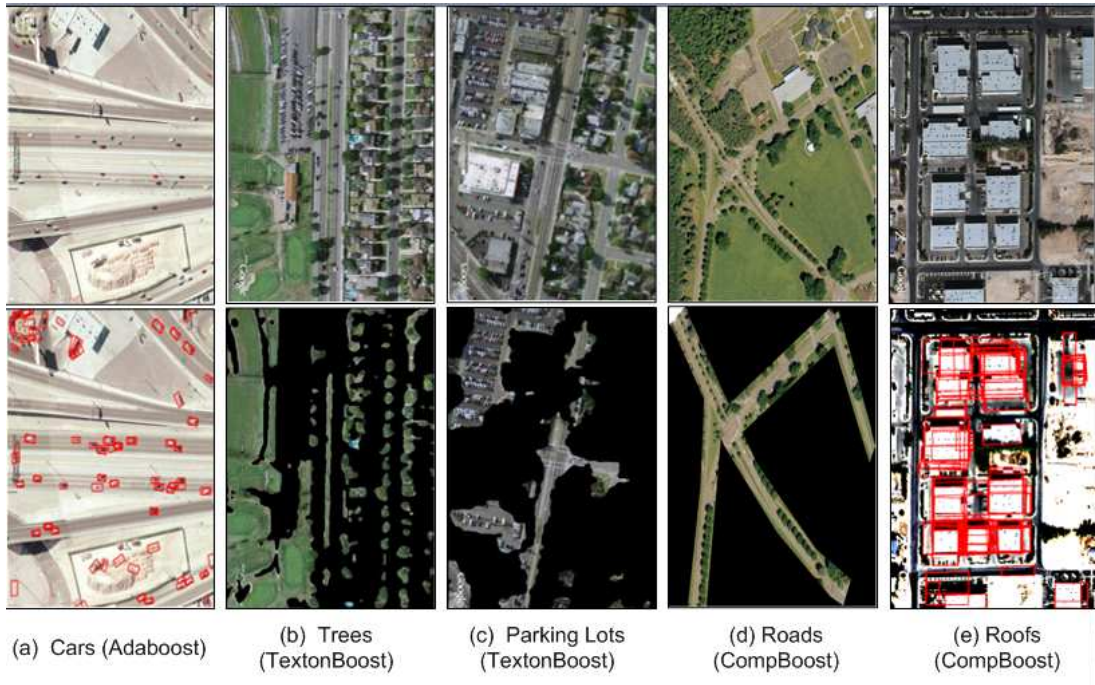 (a) Cars (Adaboost)
(b) Trees
(TextonBoost)
(c) Parking Lots
(TextonBoost)
(d) Roads
(CompBoost)
(e) Roofs
(CompBoost)